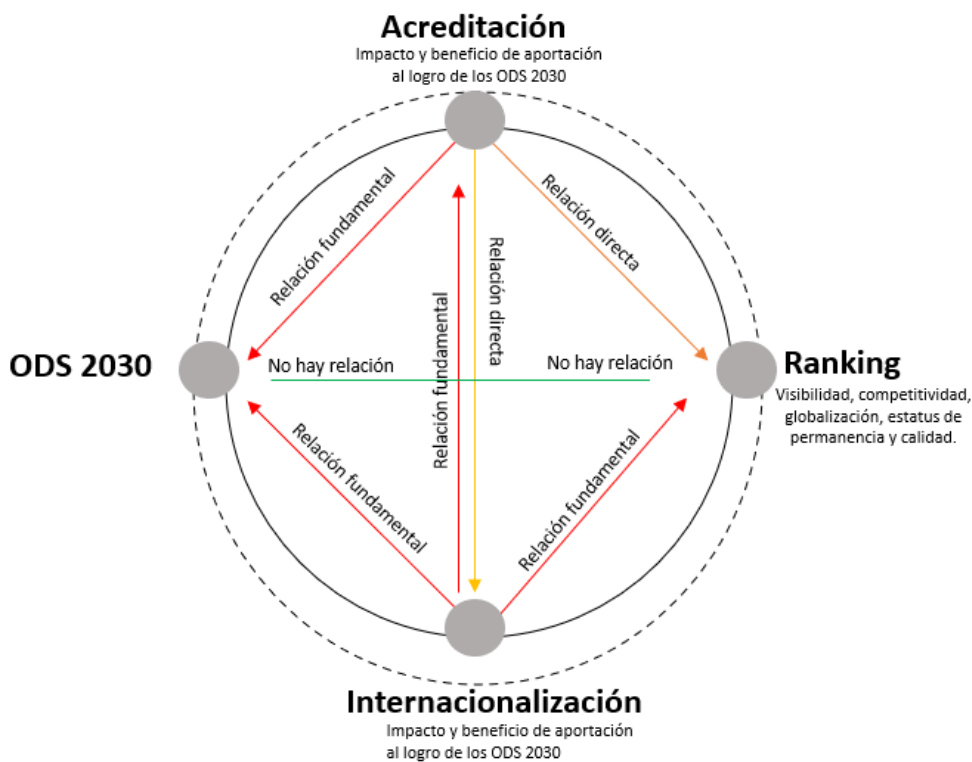 Acreditación
Impacto y beneficio de aportación
al logro de los ODS 2030
Relación fundamental
Relación directa
Relación directa
Relación fundamental
ODS 2030
No hay relación
No hay relación
Ranking
Visibilidad, competitividad,
globalización, estatus de
permanencia y calidad.
Relación fundamental
Relación fundamental
Internacionalización
Impacto y beneficio de aportación
al logro de los ODS 2030